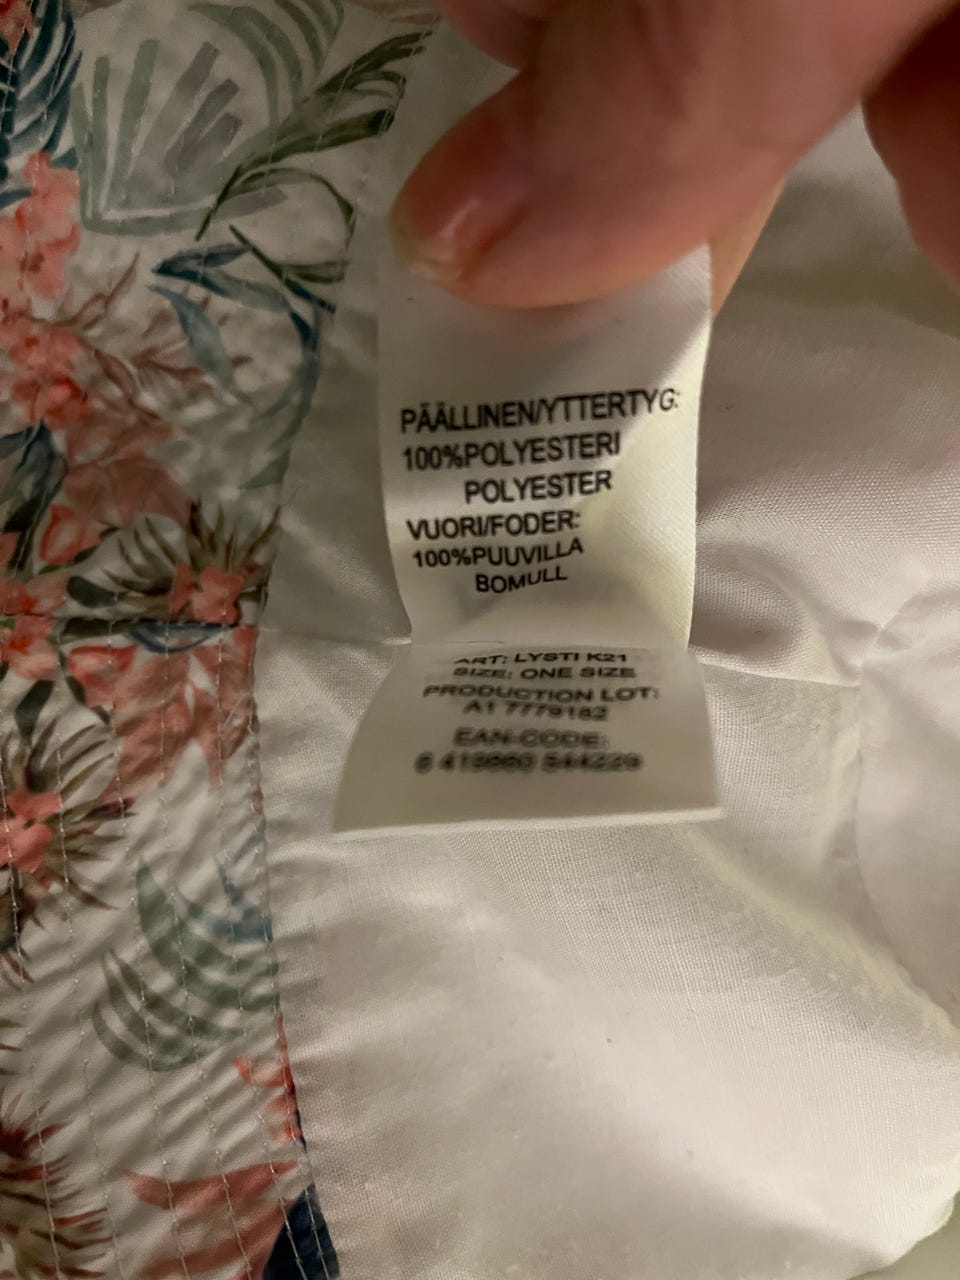 PÄÄLLINEN/YTTERTYG:
100%POLYESTERI
POLYESTER
VUORI/FODER:
100%PUUVILLA
BOMULL
ART: LYSTI K21
SIZE: ONE SIZE
PRODUCTION LOT:
A1 7779182
EAN-CODE: